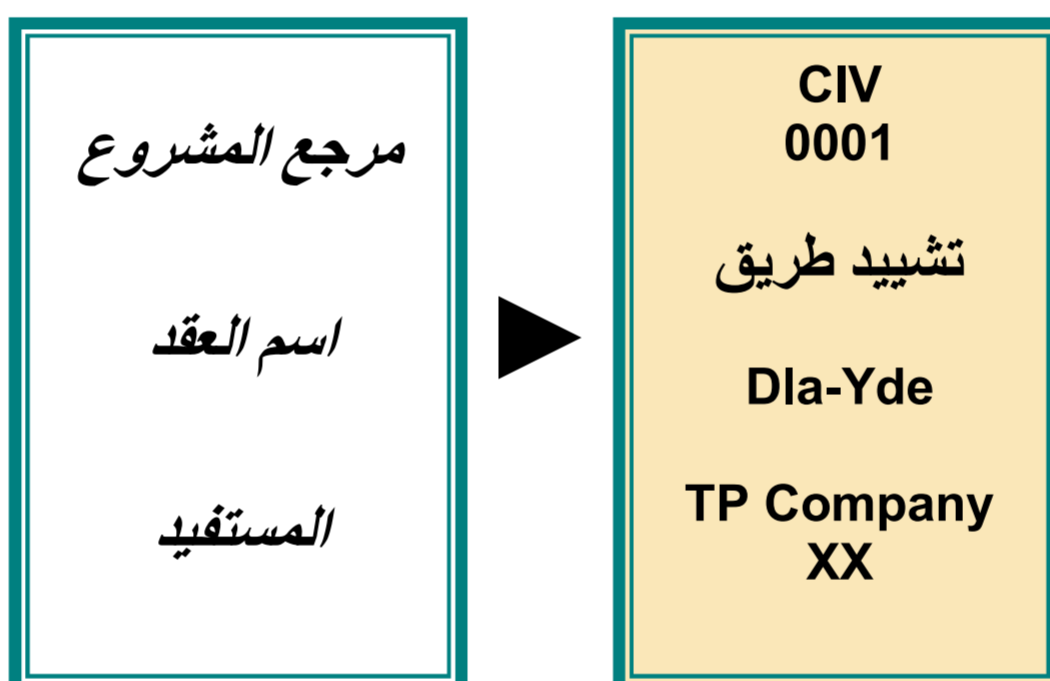 مرجع المشروع
اسم العقد
المستفيد
CIV
0001
تشييد طريق
Dla-Yde
TP Company
XX